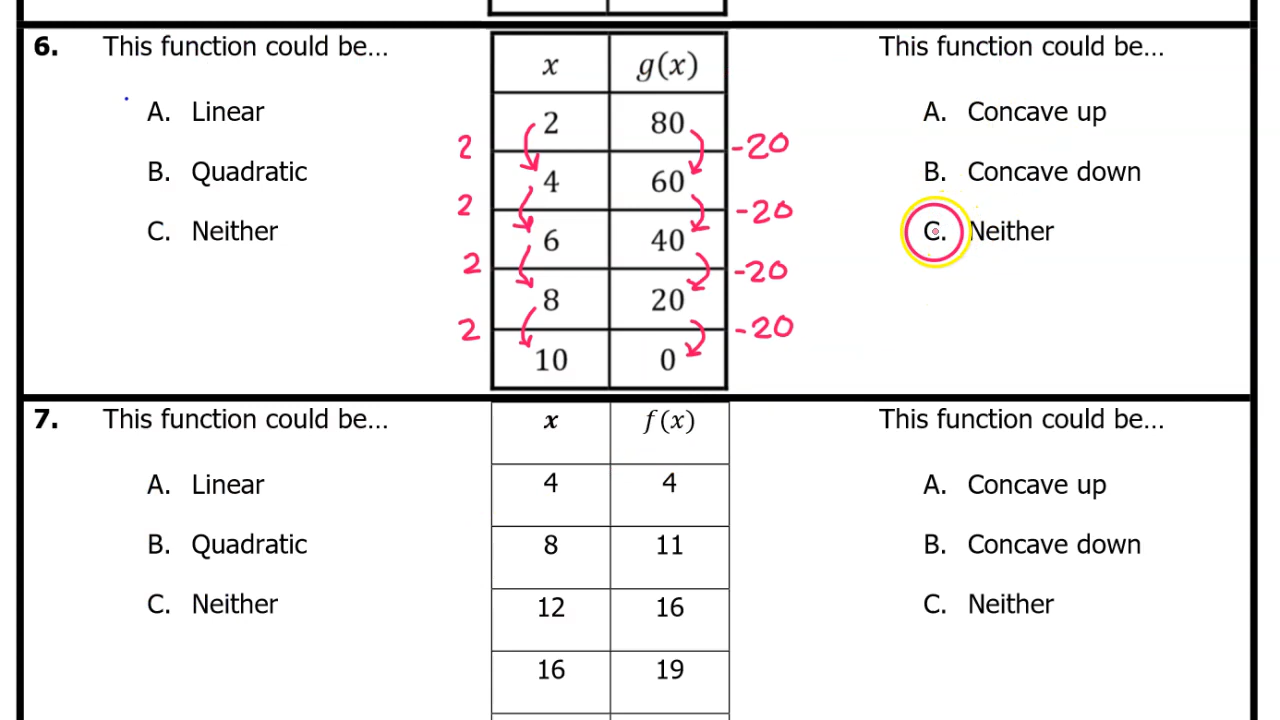 6. This function could be...
A. Linear
B. Quadratic
C. Neither
x g(x)
2 80
4 60
6 40
8 20
10 0
2 -20
2 -20
2 -20
2 -20
This function could be...
A. Concave up
B. Concave down
C. Neither
7. This function could be...
A. Linear
B. Quadratic
C. Neither
x f(x)
4 4
8 11
12 16
16 19
This function could be...
A. Concave up
B. Concave down
C. Neither